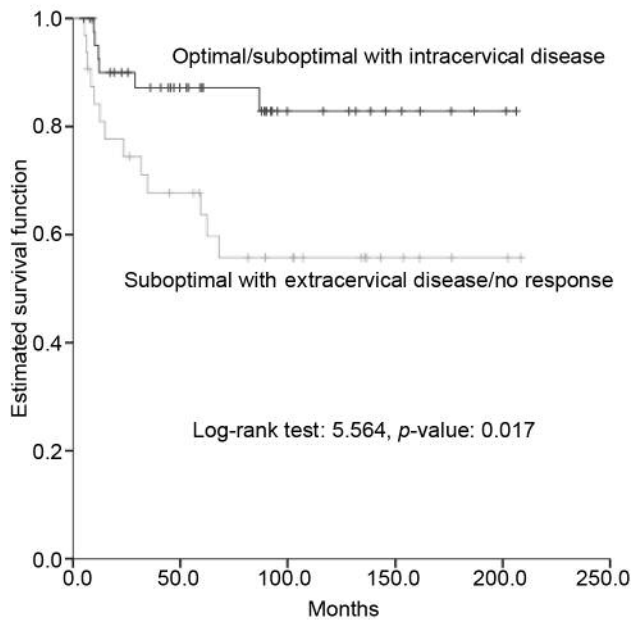 1.0
Optimal/suboptimal with intracervical disease
0.8
Estimated survival function
0.6
Suboptimal with extracervical disease/no response
0.4
Log-rank test: 5.564, p-value: 0.017
0.2
0.0
0.0 50.0 100.0 150.0 200.0 250.0
Months